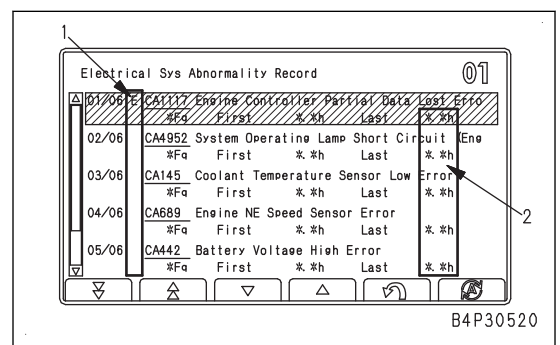 1
Electrical Sys Abnormality Record 01
01/06 E CA1117 Engine Controller Partial Data Lost Erro
*Fq First *.*h Last *.*h
02/06 CA4952 System Operating Lamp Short Circuit (Eng
*Fq First *.*h Last *.*h
03/06 CA145 Coolant Temperature Sensor Low Error
*Fq First *.*h Last *.*h
2
04/06 CA689 Engine NE Speed Sensor Error
*Fq First *.*h Last *.*h
05/06 CA442 Battery Voltage High Error
*Fq First *.*h Last *.*h
A
B4P30520